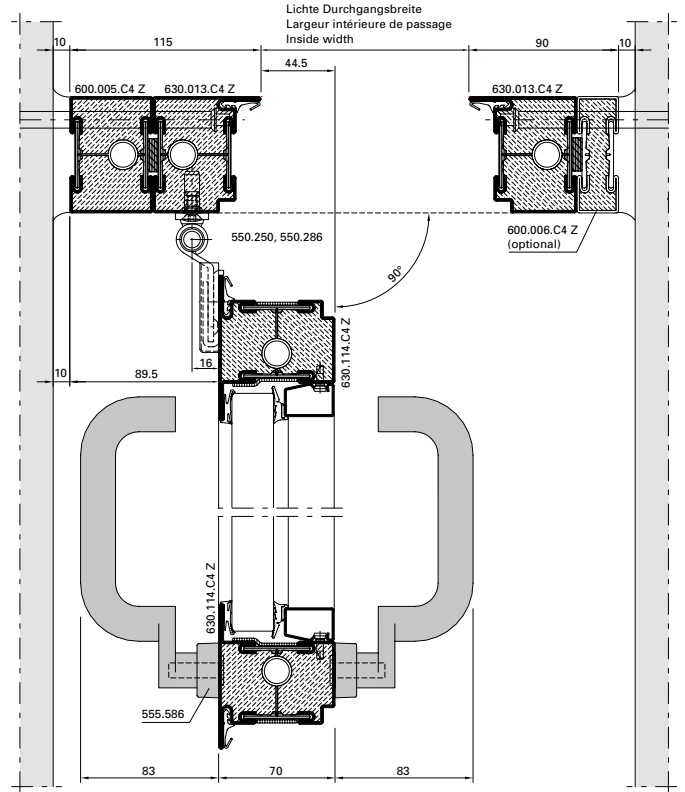 Lichte Durchgangsbreite
Largeur intérieure de passage
Inside width
10
115
90
10
44.5
600.005.C4 Z
630.013.C4 Z
630.013.C4 Z
550.250, 550.286
600.006.C4 Z
(optional)
90°
630.114.C4 Z
16
10
89.5
630.114.C4 Z
555.586
83
70
83